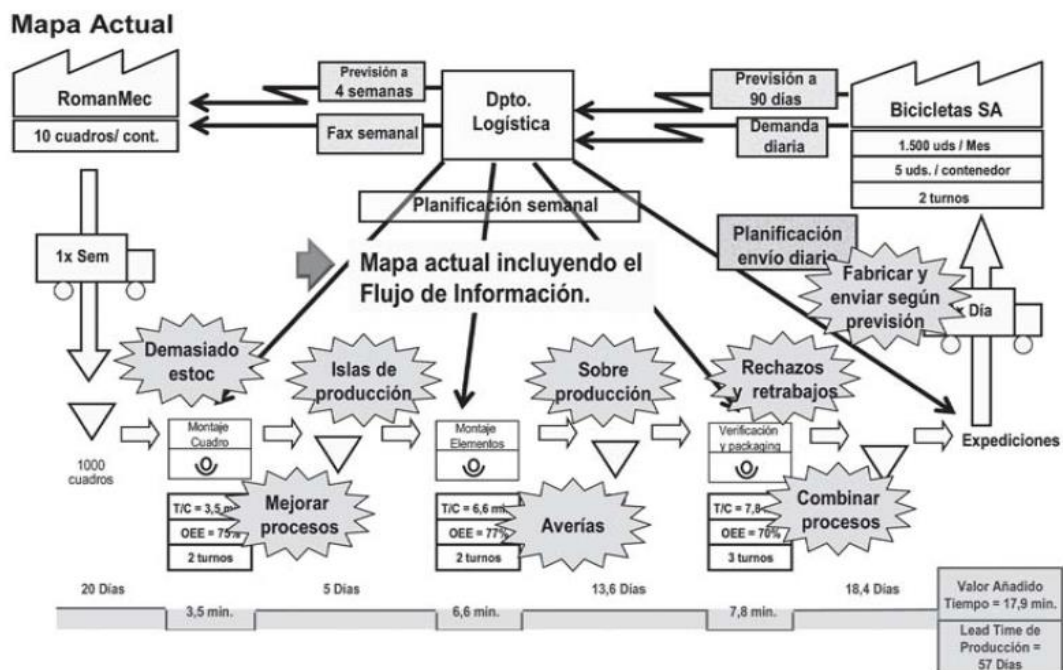 Mapa Actual
RomanMec
10 cuadros/ cont.
Previsión a
4 semanas
Fax semanal
Dpto.
Logística
Previsión a
90 días
Demanda
diaria
Bicicletas SA
1.500 uds / Mes
5 uds. / contenedor
2 turnos
Planificación semanal
1x Sem
Mapa actual incluyendo el
Flujo de Información.
Planificación
envío diario
Fabricar y
enviar según
previsión
Día
Demasiado
estoc
Islas de
producción
Sobre
producción
Rechazos
y retrabajos
1000
cuadros
Montaje
Cuadro
Montaje
Elementos
Verificación
y packaging
Expediciones
T/C = 3,5
OEE = 75%
2 turnos
Mejorar
procesos
T/C = 6,6
OEE = 77%
2 turnos
Averías
T/C = 7,8
OEE = 70%
3 turnos
Combinar
procesos
20 Días
5 Días
13,6 Días
18,4 Días
3,5 min.
6,6 min.
7,8 min.
Valor Añadido
Tiempo = 17,9 min.
Lead Time de
Producción =
57 Días